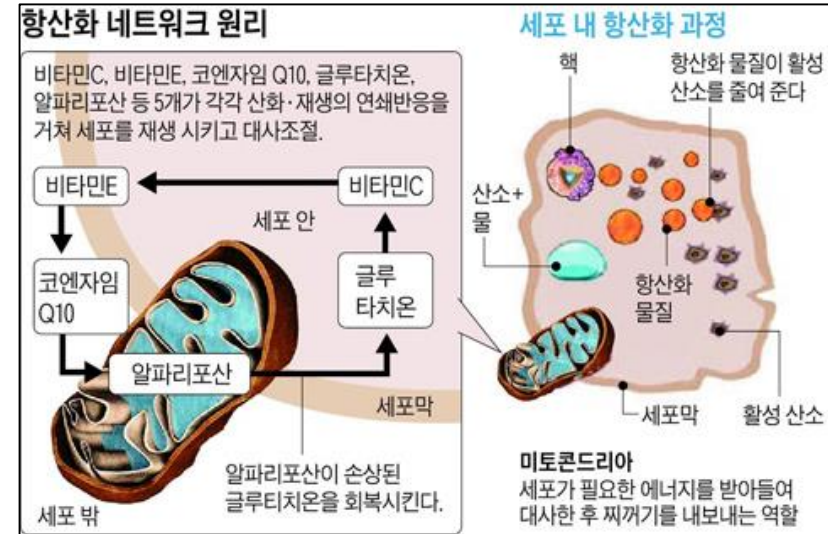 항산화 네트워크 원리
비타민C, 비타민E, 코엔자임 Q10, 글루타치온,
알파리포산 등 5개가 각각 산화·재생의 연쇄반응을
거쳐 세포를 재생 시키고 대사조절.
비타민E
비타민C
세포 안
코엔자임
Q10
글루
타치온
알파리포산
세포막
알파리포산이 손상된
글루티치온을 회복시킨다.
세포 밖
세포 내 항산화 과정
핵
항산화 물질이 활성
산소를 줄여 준다
산소+
물
항산화
물질
세포막
활성 산소
미토콘드리아
세포가 필요한 에너지를 받아들여
대사한 후 찌꺼기를 내보내는 역할